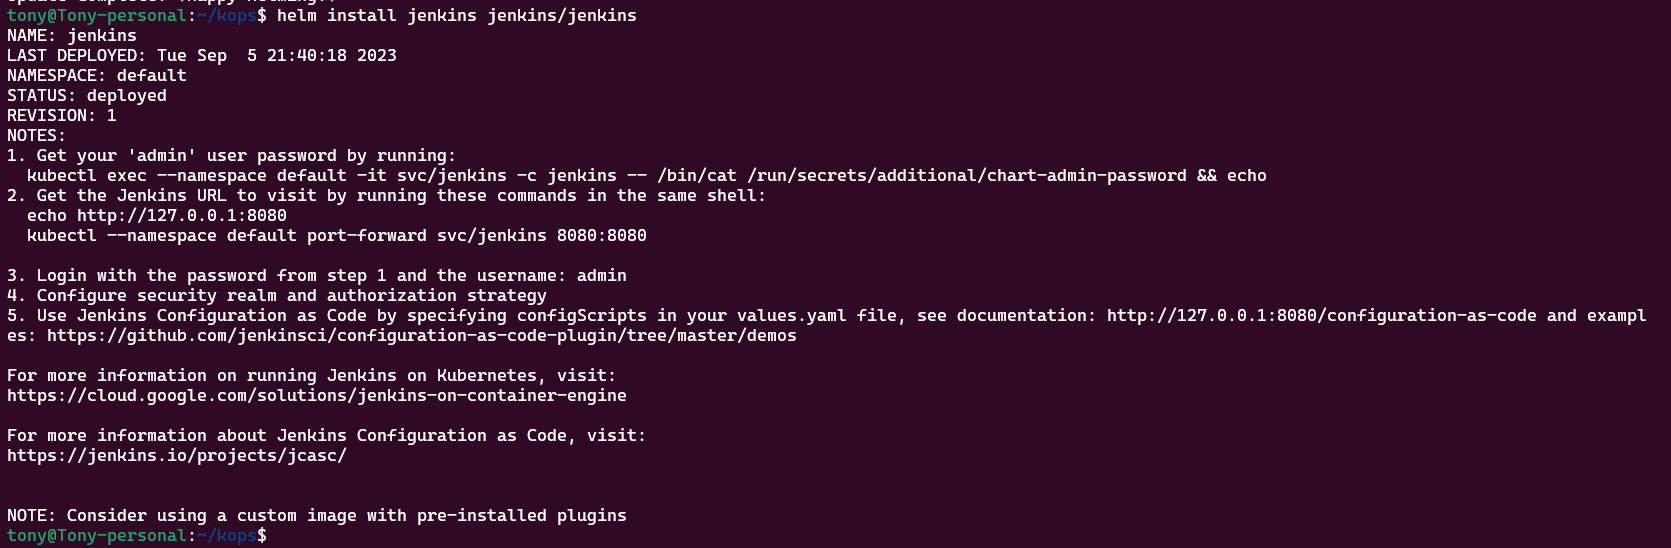 tony@Tony-personal:~/kops$ helm install jenkins jenkins/jenkins
NAME: jenkins
LAST DEPLOYED: Tue Sep  5 21:40:18 2023
NAMESPACE: default
STATUS: deployed
REVISION: 1
NOTES:
1. Get your 'admin' user password by running:
  kubectl exec --namespace default -it svc/jenkins -c jenkins -- /bin/cat /run/secrets/additional/chart-admin-password && echo
2. Get the Jenkins URL to visit by running these commands in the same shell:
  echo http://127.0.0.1:8080
  kubectl --namespace default port-forward svc/jenkins 8080:8080

3. Login with the password from step 1 and the username: admin
4. Configure security realm and authorization strategy
5. Use Jenkins Configuration as Code by specifying configScripts in your values.yaml file, see documentation: http://127.0.0.1:8080/configuration-as-code and exampl
es: https://github.com/jenkinsci/configuration-as-code-plugin/tree/master/demos

For more information on running Jenkins on Kubernetes, visit:
https://cloud.google.com/solutions/jenkins-on-container-engine

For more information about Jenkins Configuration as Code, visit:
https://jenkins.io/projects/jcasc/

NOTE: Consider using a custom image with pre-installed plugins
tony@Tony-personal:~/kops$